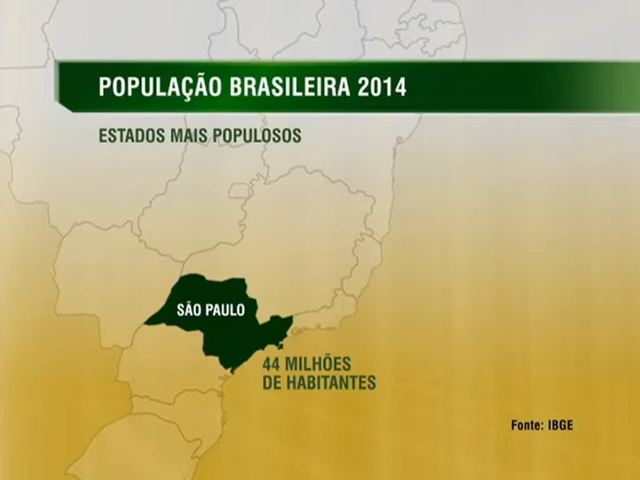 POPULAÇÃO BRASILEIRA 2014
ESTADOS MAIS POPULOSOS
SÃO PAULO
44 MILHÕES
DE HABITANTES
Fonte: IBGE